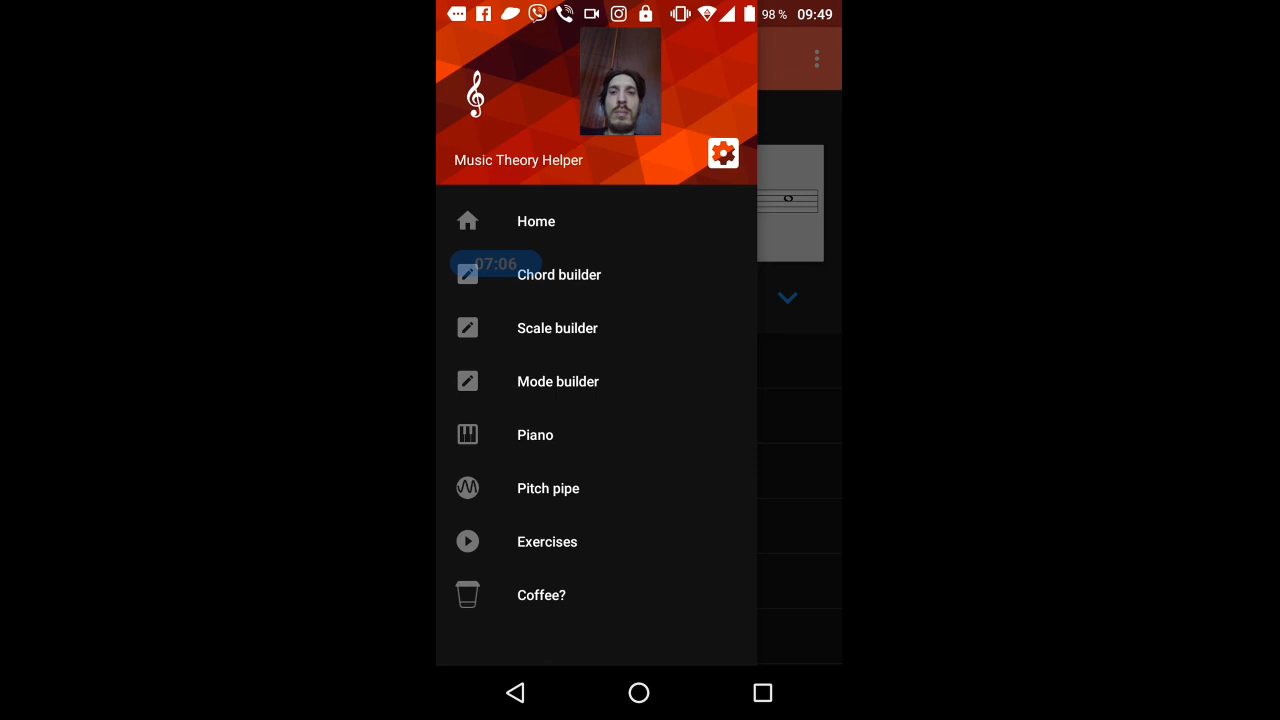 98 % 09:49
Music Theory Helper
Home
07:06
Chord builder
Scale builder
Mode builder
Piano
Pitch pipe
Exercises
Coffee?